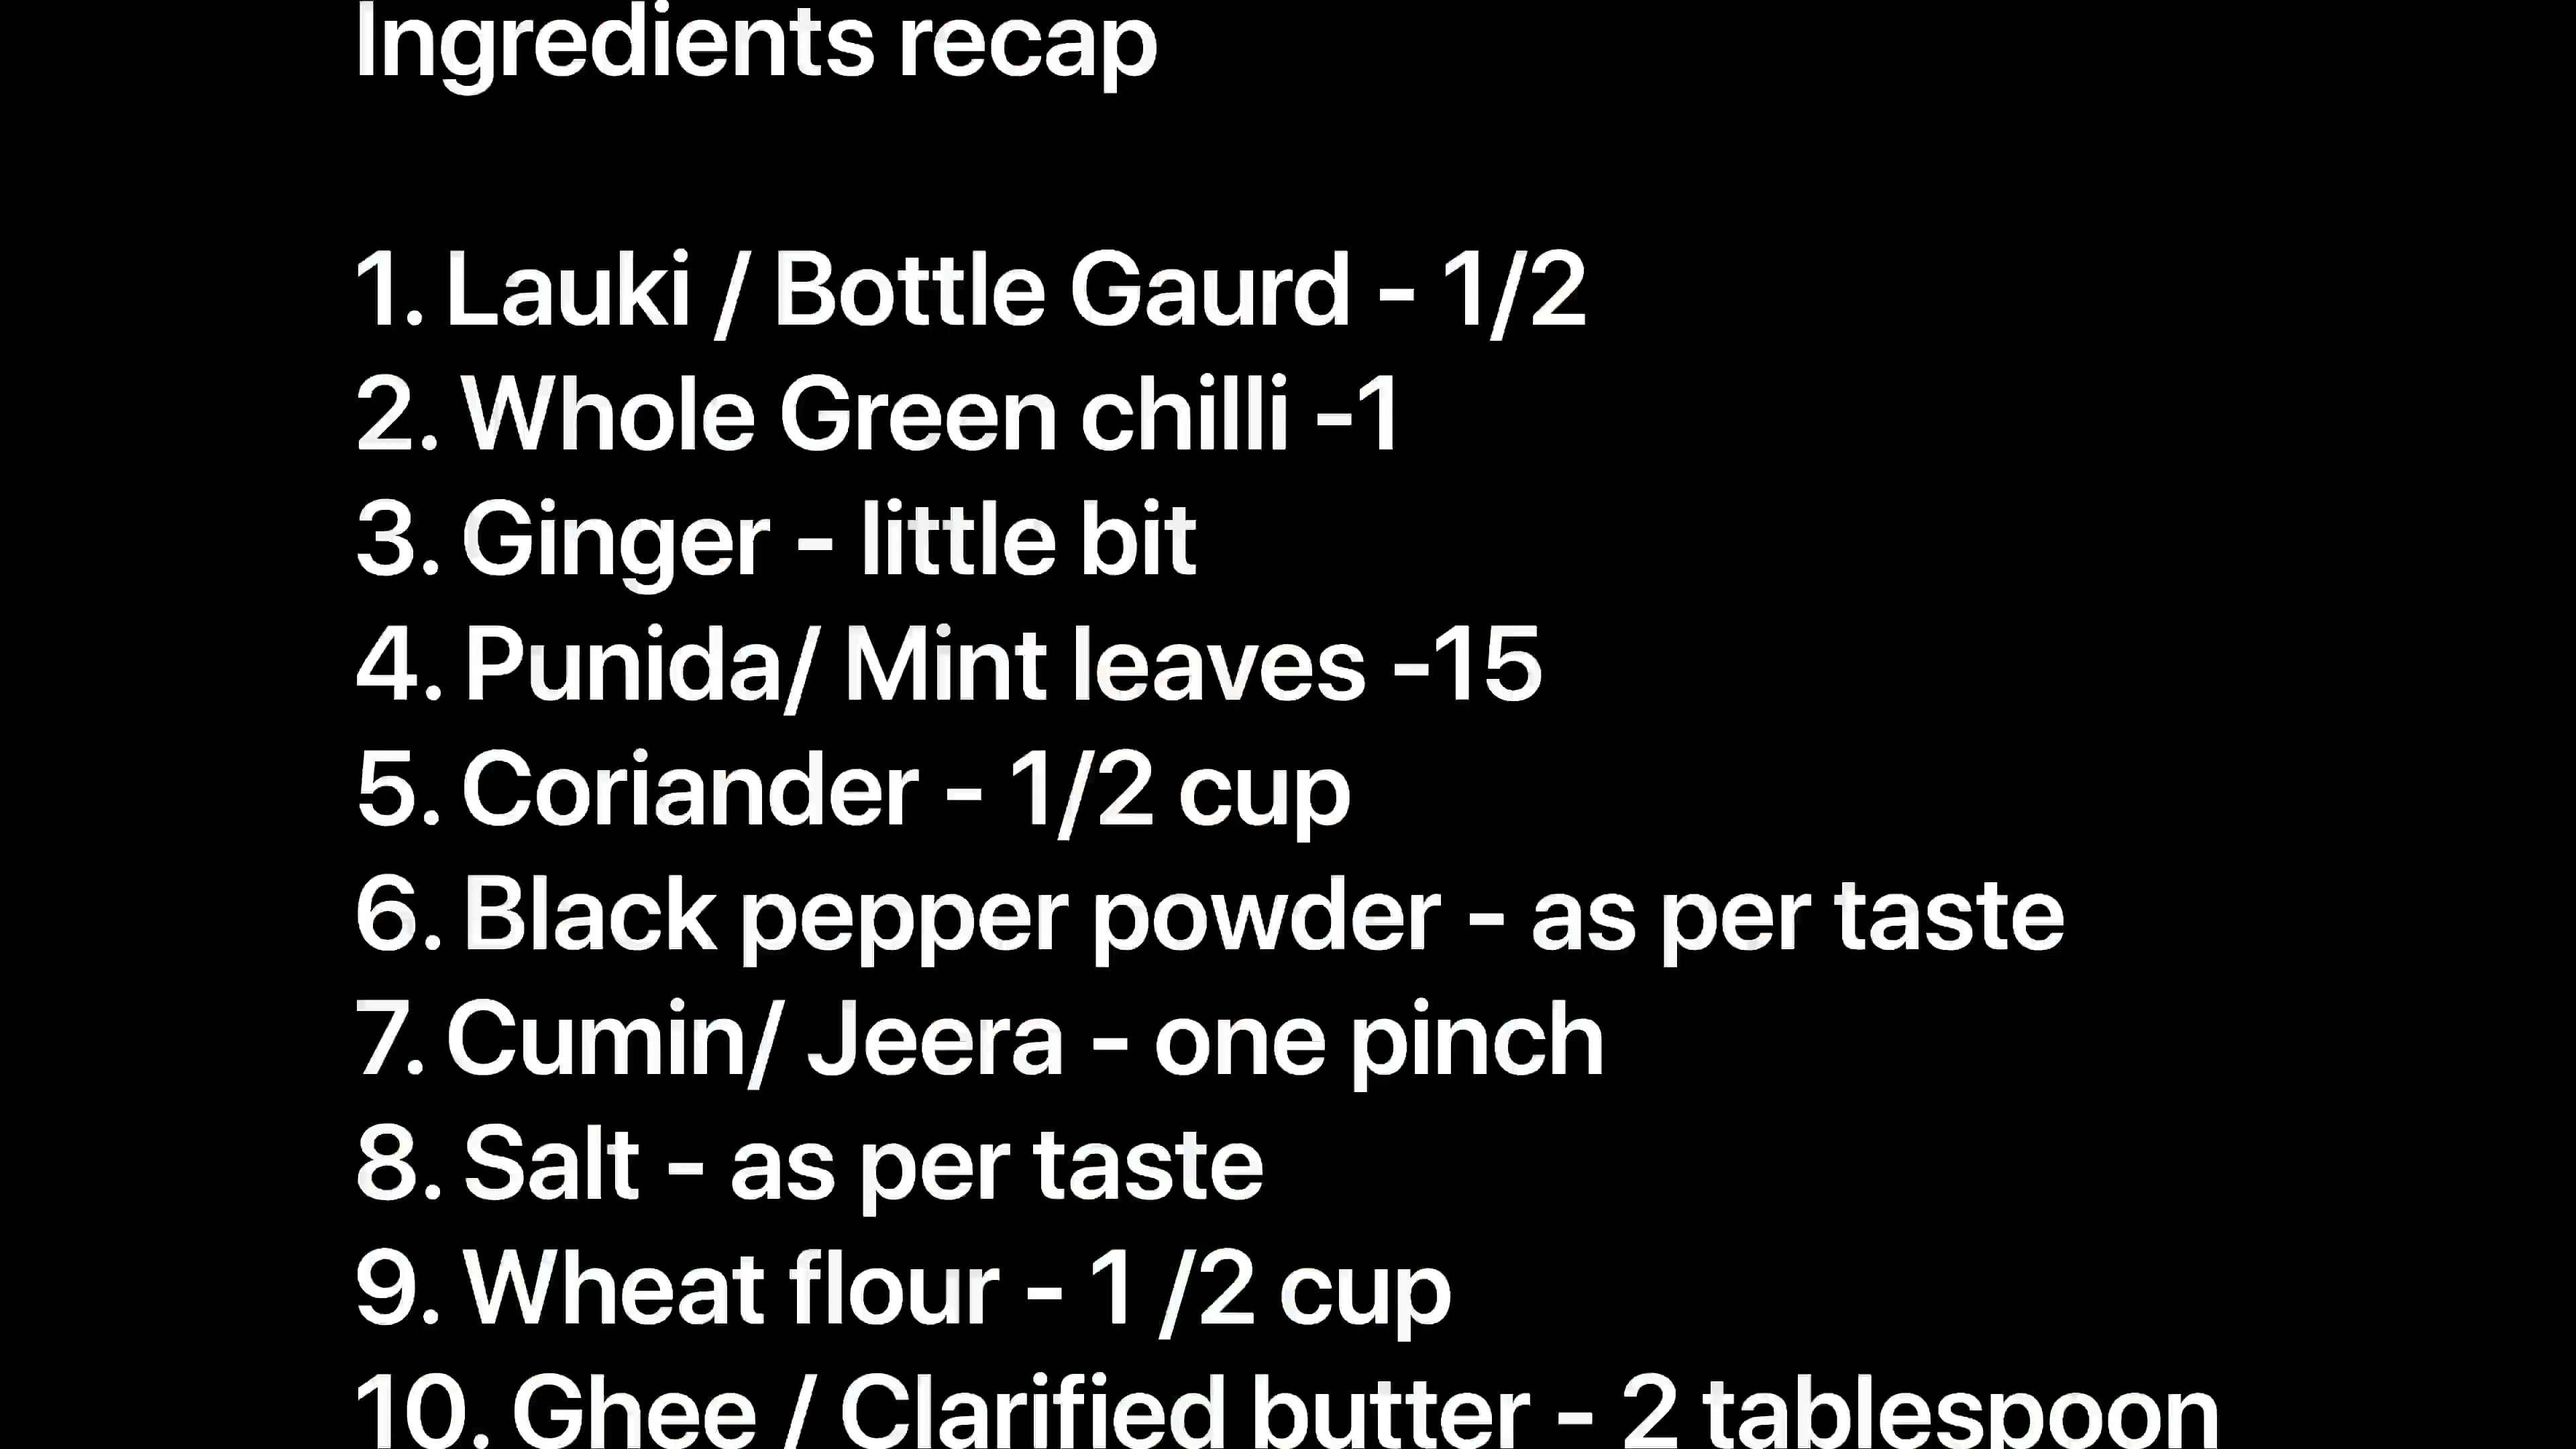 Ingredients recap
1. Lauki / Bottle Gaurd - 1/2
2. Whole Green chilli -1
3. Ginger - little bit
4. Punida/ Mint leaves -15
5. Coriander - 1/2 cup
6. Black pepper powder - as per taste
7. Cumin/ Jeera - one pinch
8. Salt - as per taste
9. Wheat flour - 1 /2 cup
10. Ghee / Clarified butter - 2 tablespoon